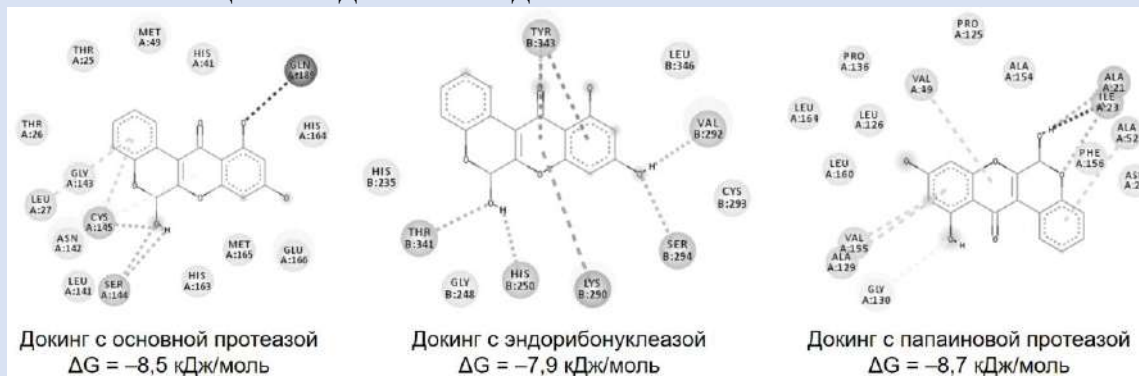 MET
A:49
THR
A:25
HIS
A:41
GLN
A:189
THR
A:26
HIS
A:164
GLY
A:143
LEU
A:27
CYS
A:145
ASN
A:142
MET
A:165
GLU
A:166
LEU
A:141
SER
A:144
HIS
A:163
Докинг с основной протеазой
ΔG = –8,5 кДж/моль
TYR
B:343
LEU
B:346
VAL
B:292
HIS
B:235
CYS
B:293
THR
B:341
SER
B:294
GLY
B:248
HIS
B:250
LYS
B:290
Докинг с эндорибонуклеазой
ΔG = –7,9 кДж/моль
PRO
A:125
PRO
A:136
VAL
A:49
ALA
A:154
ALA
A:21
ILE
A:23
LEU
A:164
LEU
A:126
ALA
A:52
PHE
A:156
LEU
A:160
VAL
A:155
ALA
A:129
GLY
A:130
Докинг с папаиновой протеазой
ΔG = –8,7 кДж/моль